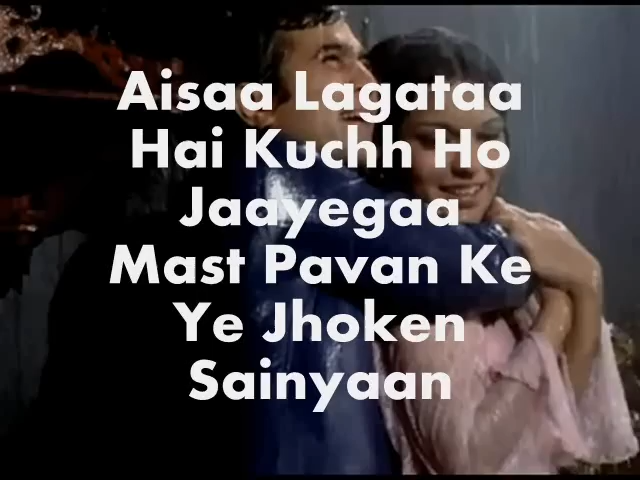 Aisaa Lagataa
Hai Kuchh Ho
Jaayegaa
Mast Pavan Ke
Ye Jhoken
Sainyaan